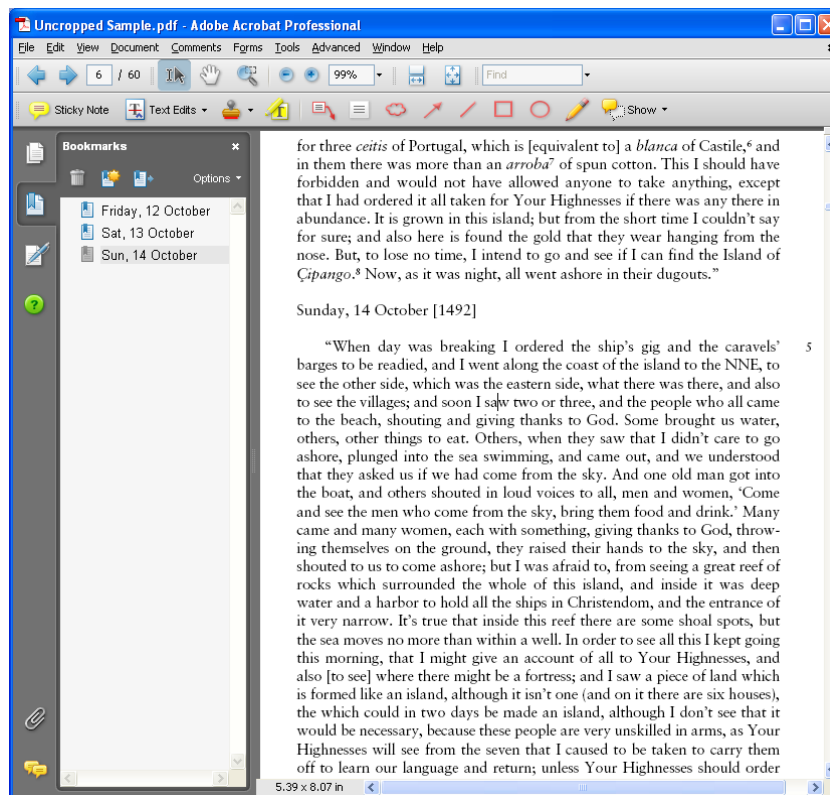 Uncropped Sample.pdf - Adobe Acrobat Professional
File Edit View Document Comments Forms Tools Advanced Window Help
6 / 60 99% Find
Sticky Note Text Edits Show
Bookmarks
Options
Friday, 12 October
Sat, 13 October
Sun, 14 October
for three ceitis of Portugal, which is [equivalent to] a blanca of Castile,⁶ and
in them there was more than an arroba⁷ of spun cotton. This I should have
forbidden and would not have allowed anyone to take anything, except
that I had ordered it all taken for Your Highnesses if there was any there in
abundance. It is grown in this island; but from the short time I couldn’t say
for sure; and also here is found the gold that they wear hanging from the
nose. But, to lose no time, I intend to go and see if I can find the Island of
Çipango.⁸ Now, as it was night, all went ashore in their dugouts.”
Sunday, 14 October [1492]
“When day was breaking I ordered the ship’s gig and the caravels’ 5
barges to be readied, and I went along the coast of the island to the NNE, to
see the other side, which was the eastern side, what there was there, and also
to see the villages; and soon I saw two or three, and the people who all came
to the beach, shouting and giving thanks to God. Some brought us water,
others, other things to eat. Others, when they saw that I didn’t care to go
ashore, plunged into the sea swimming, and came out, and we understood
that they asked us if we had come from the sky. And one old man got into
the boat, and others shouted in loud voices to all, men and women, ‘Come
and see the men who come from the sky, bring them food and drink.’ Many
came and many women, each with something, giving thanks to God, throw-
ing themselves on the ground, they raised their hands to the sky, and then
shouted to us to come ashore; but I was afraid to, from seeing a great reef of
rocks which surrounded the whole of this island, and inside it was deep
water and a harbor to hold all the ships in Christendom, and the entrance of
it very narrow. It’s true that inside this reef there are some shoal spots, but
the sea moves no more than within a well. In order to see all this I kept going
this morning, that I might give an account of all to Your Highnesses, and
also [to see] where there might be a fortress; and I saw a piece of land which
is formed like an island, although it isn’t one (and on it there are six houses),
the which could in two days be made an island, although I don’t see that it
would be necessary, because these people are very unskilled in arms, as Your
Highnesses will see from the seven that I caused to be taken to carry them
off to learn our language and return; unless Your Highnesses should order
5.39 x 8.07 in